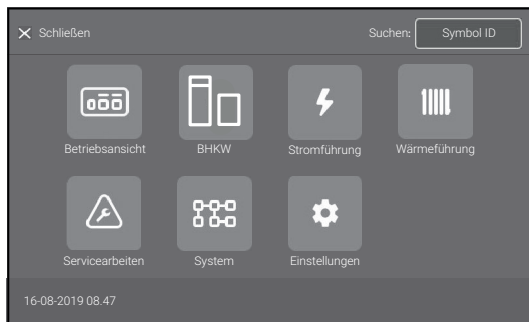 Schließen
Suchen: Symbol ID
Betriebsansicht BHKW Stromführung Wärmeführung
Servicearbeiten System Einstellungen
16-08-2019 08.47